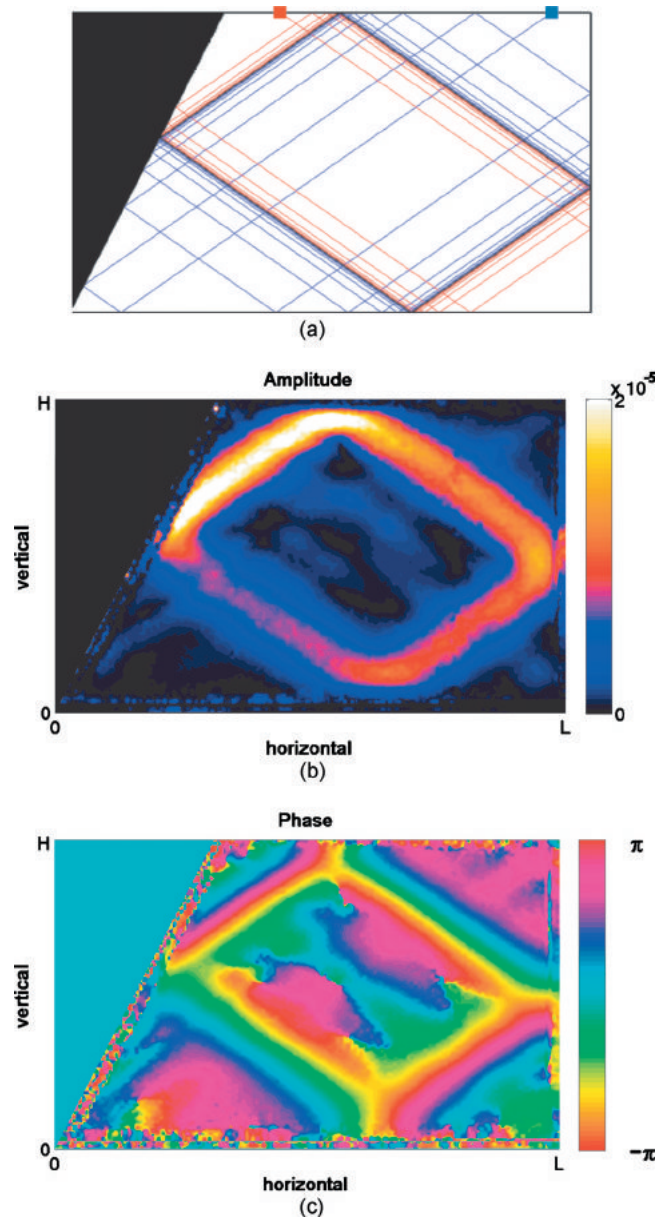 (a)
Amplitude
x 10⁻⁵
H
2
vertical
0
0
L
0
horizontal
(b)
Phase
H
π
vertical
0
-π
0
L
horizontal
(c)